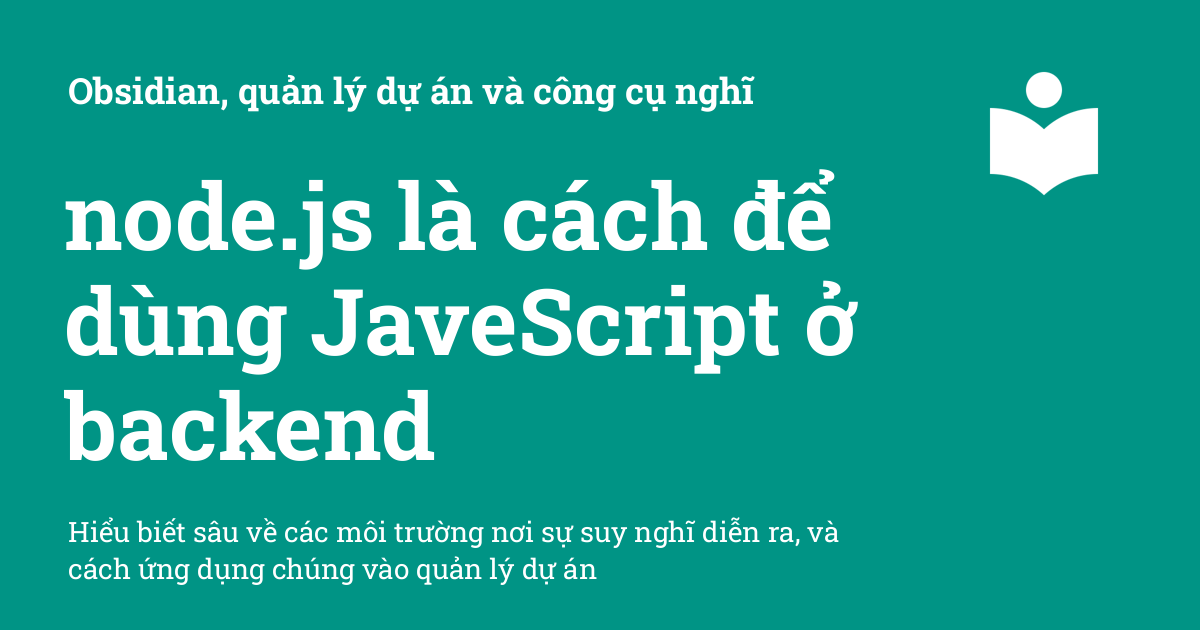 Obsidian, quản lý dự án và công cụ nghĩ
node.js là cách để
dùng JaveScript ở
backend
Hiểu biết sâu về các môi trường nơi sự suy nghĩ diễn ra, và
cách ứng dụng chúng vào quản lý dự án